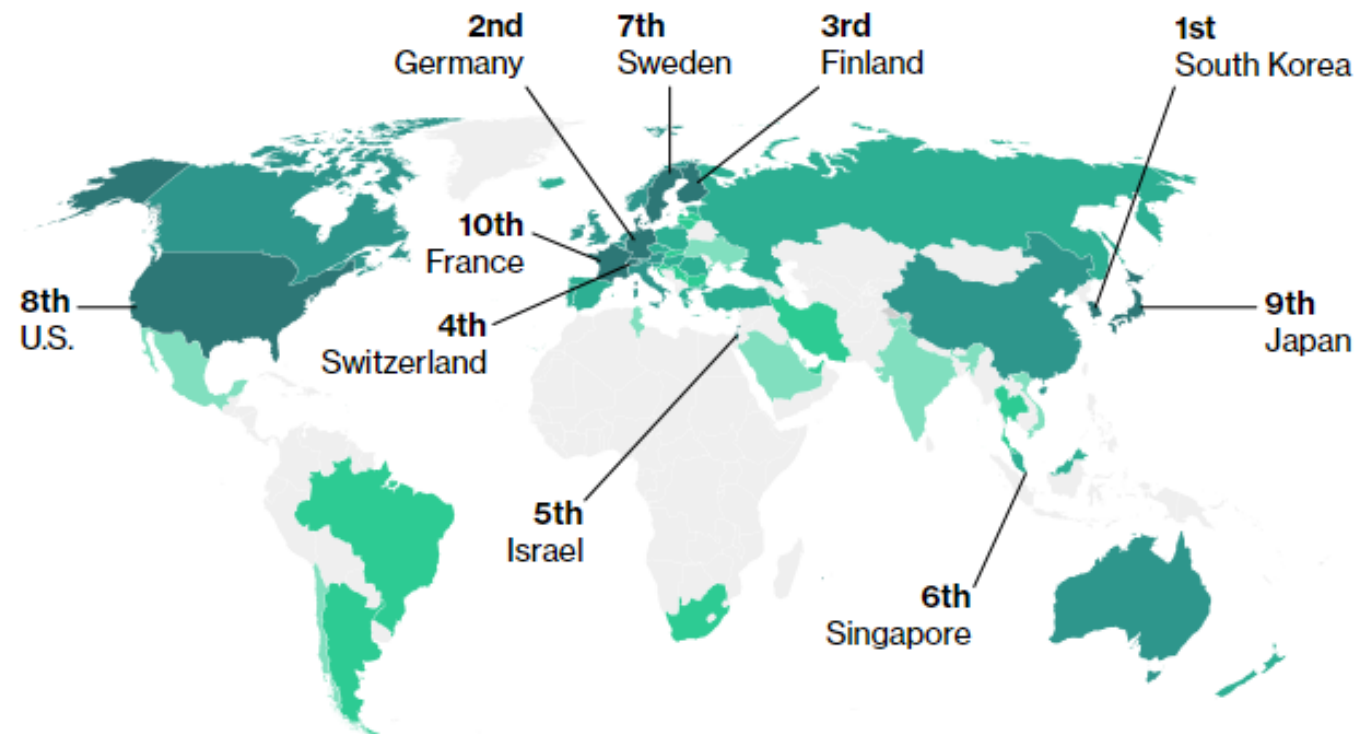 2nd
Germany
7th
Sweden
3rd
Finland
1st
South Korea
10th
France
8th
U.S.
4th
Switzerland
9th
Japan
5th
Israel
6th
Singapore